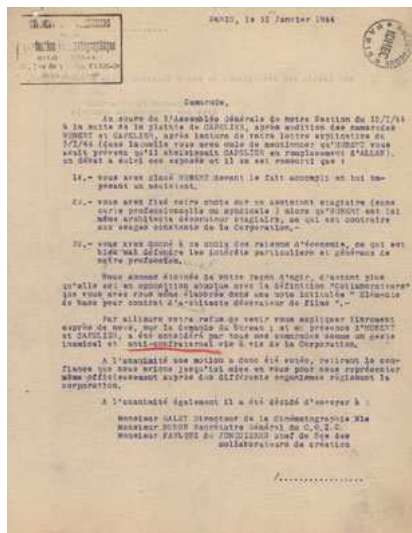 PARIS, le 12 Janvier 1944
IDHEC
PARIS
Camarade,
Au cours de l'Assemblée Générale de notre Section du 10/I/44
à la suite de la plainte de CAPELIER, après audition des camarades
HUBERT et CAPELIER, après lecture de votre lettre explicative du
7/I/44 (dans laquelle vous avez omis de mentionner qu'HUBERT vous
avait prévenu qu'il choisissait CAPELIER en remplacement d'ALLAN),
un débat a suivi ces exposés et il en est ressorti que :
1°.- vous avez placé HUBERT devant le fait accompli en lui im-
posant un assistant.
2°.- vous avez fixé votre choix sur un assistant stagiaire (sans
carte professionnelle ou syndicale) alors qu'HUBERT est lui
même architecte décorateur stagiaire, ce qui est contraire
aux usages constants de la Corporation.-
3°.- vous avez donné à ce choix des raisons d'économie, ce qui est
bien mal défendre les intérêts particuliers et généraux de
notre profession.
Nous sommes étonnés de votre façon d'agir, d'autant plus
qu'elle est en opposition absolue avec la définition "Collaborateurs"
que vous avez vous même élaborée dans une note intitulée " Eléments
de base pour contrat d'architecte décorateur de films ".-
Par ailleurs votre refus de venir vous expliquer librement
auprès de nous, sur la demande du Bureau ; et en présence d'HUBERT
et CAPELIER, a été considéré par tous nos camarades comme un geste
inamical et anti-confraternel vis à vis de la Corporation.
A l'unanimité une motion a donc été votée, retirant la con-
fiance que nous avions jusqu'ici mise en vous pour nous représenter
même officieusement auprès des différents organismes régissant la
corporation.
A l'unanimité également il a été décidé d'envoyer à :
Monsieur GALEY Directeur de la Cinématographie Nle
Monsieur Secrétaire Général du C.O.I.C.
Monsieur chef de Sce des
collaborateurs de création
/................